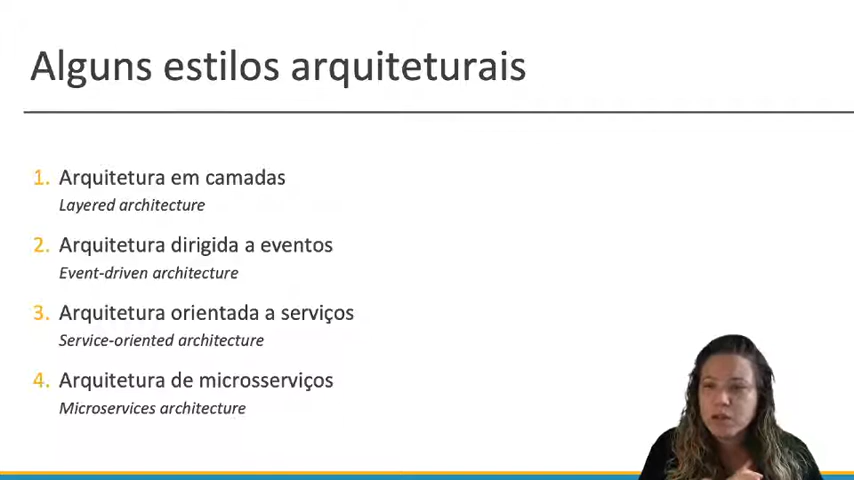 Alguns estilos arquiteturais
1. Arquitetura em camadas
Layered architecture
2. Arquitetura dirigida a eventos
Event-driven architecture
3. Arquitetura orientada a serviços
Service-oriented architecture
4. Arquitetura de microsserviços
Microservices architecture